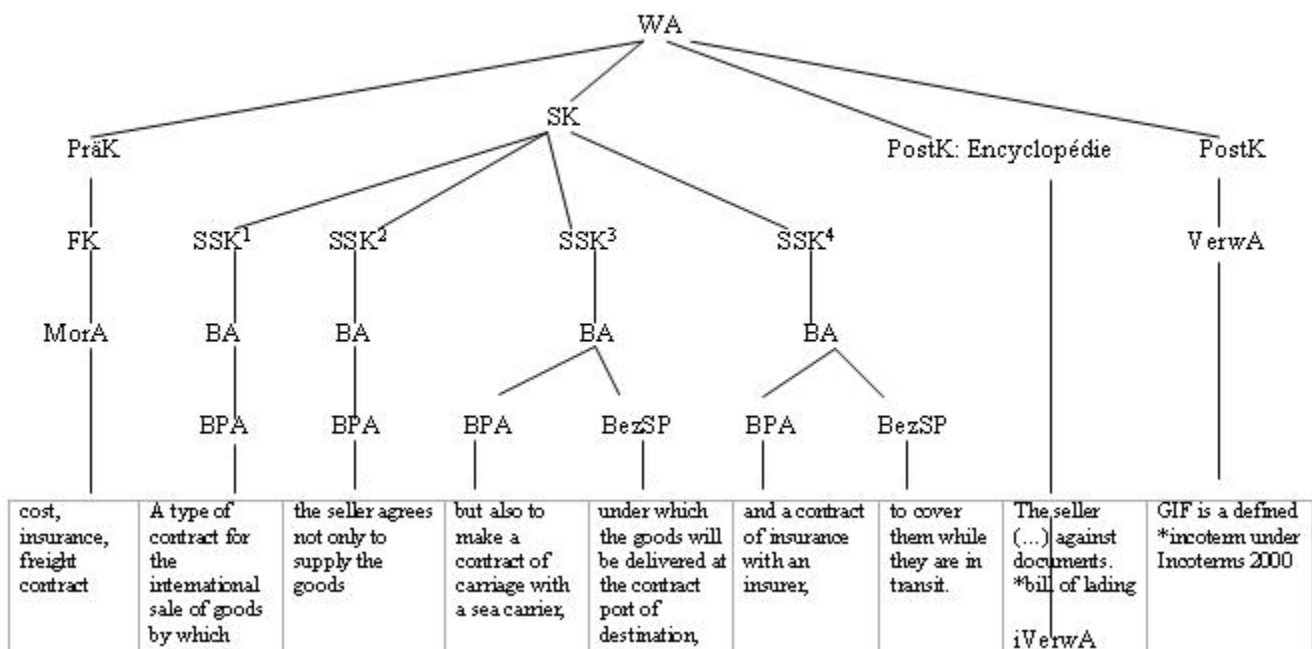 WA
SK
PräK
PostK: Encyclopédie
PostK
FK
SSK1
SSK2
SSK3
SSK4
VerwA
MorA
BA
BA
BA
BA
BPA
BPA
BPA
BezSP
BPA
BezSP
cost,
insurance,
freight
contract
A type of
contract for
the
international
sale of goods
by which
the seller agrees
not only to
supply the
goods
but also to
make a
contract of
carriage with
a sea carrier,
under which
the goods will
be delivered at
the contract
port of
destination,
and a contract
of insurance
with an
insurer,
to cover
them while
they are in
transit.
The seller
(...) against
documents.
*bill of lading
iVerwA
GIF is a defined
*incoterm under
Incoterms 2000